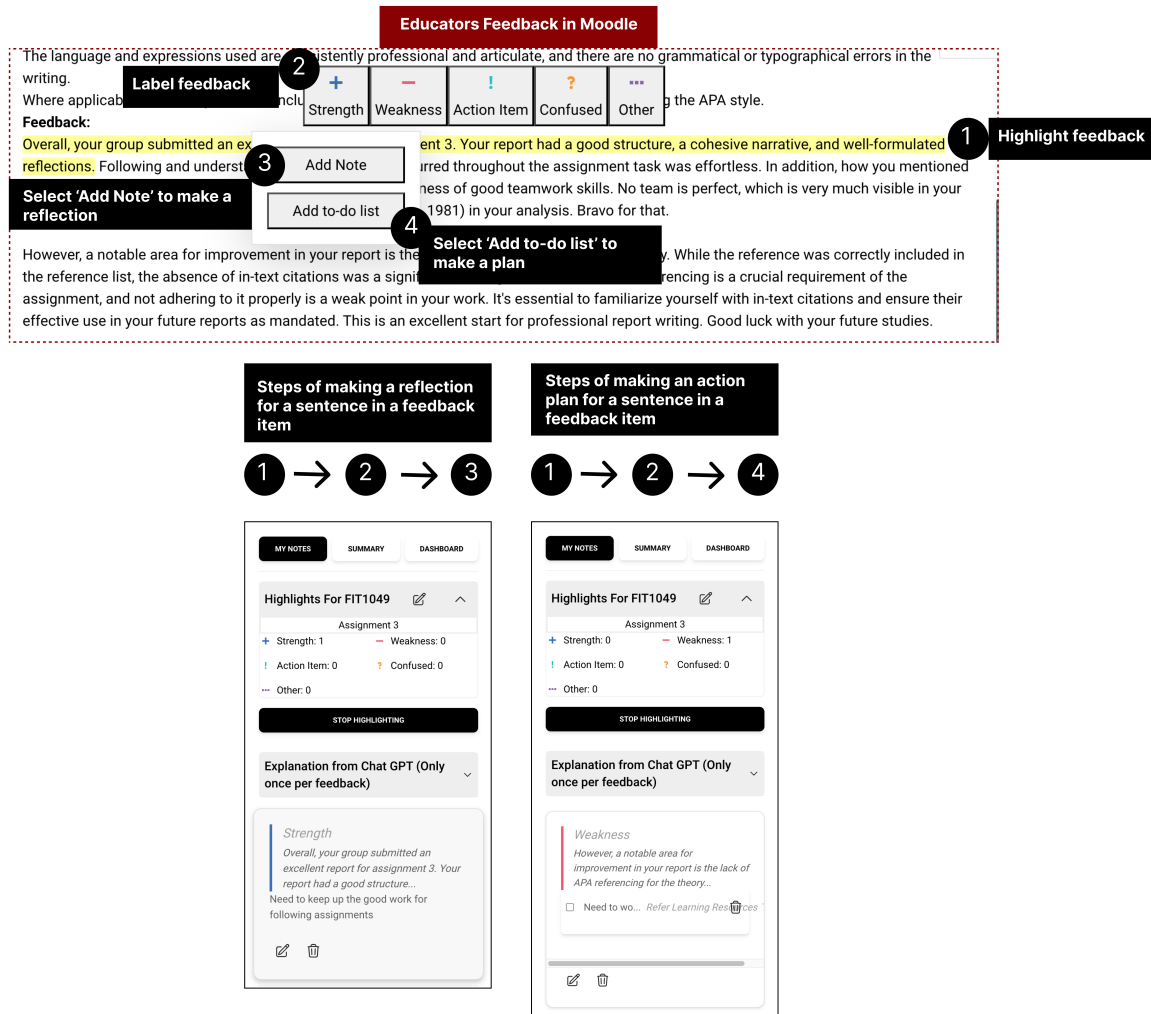 Educators Feedback in Moodle
The language and expressions used are istently professional and articulate, and there are no grammatical or typographical errors in the
writing.
2
Label feedback
+ – ! ? ···
Strength Weakness Action Item Confused Other
Where applicab nclu g the APA style.
Feedback:
Overall, your group submitted an ex ent 3. Your report had a good structure, a cohesive narrative, and well-formulated
1 Highlight feedback
reflections. Following and underst urred throughout the assignment task was effortless. In addition, how you mentioned
3 Add Note
ness of good teamwork skills. No team is perfect, which is very much visible in your
Select ‘Add Note’ to make a
reflection
Add to-do list
1981) in your analysis. Bravo for that.
4
Select ‘Add to-do list’ to
make a plan
However, a notable area for improvement in your report is the y. While the reference was correctly included in
the reference list, the absence of in-text citations was a signif rencing is a crucial requirement of the
assignment, and not adhering to it properly is a weak point in your work. It's essential to familiarize yourself with in-text citations and ensure their
effective use in your future reports as mandated. This is an excellent start for professional report writing. Good luck with your future studies.
Steps of making a reflection
for a sentence in a feedback
item
1 → 2 → 3
MY NOTES SUMMARY DASHBOARD
Highlights For FIT1049
Assignment 3
+ Strength: 1 – Weakness: 0
! Action Item: 0 ? Confused: 0
··· Other: 0
STOP HIGHLIGHTING
Explanation from Chat GPT (Only
once per feedback)
Strength
Overall, your group submitted an
excellent report for assignment 3. Your
report had a good structure...
Need to keep up the good work for
following assignments
Steps of making an action
plan for a sentence in a
feedback item
1 → 2 → 4
MY NOTES SUMMARY DASHBOARD
Highlights For FIT1049
Assignment 3
+ Strength: 0 – Weakness: 1
! Action Item: 0 ? Confused: 0
··· Other: 0
STOP HIGHLIGHTING
Explanation from Chat GPT (Only
once per feedback)
Weakness
However, a notable area for
improvement in your report is the lack of
APA referencing for the theory...
Need to wo... Refer Learning Resources